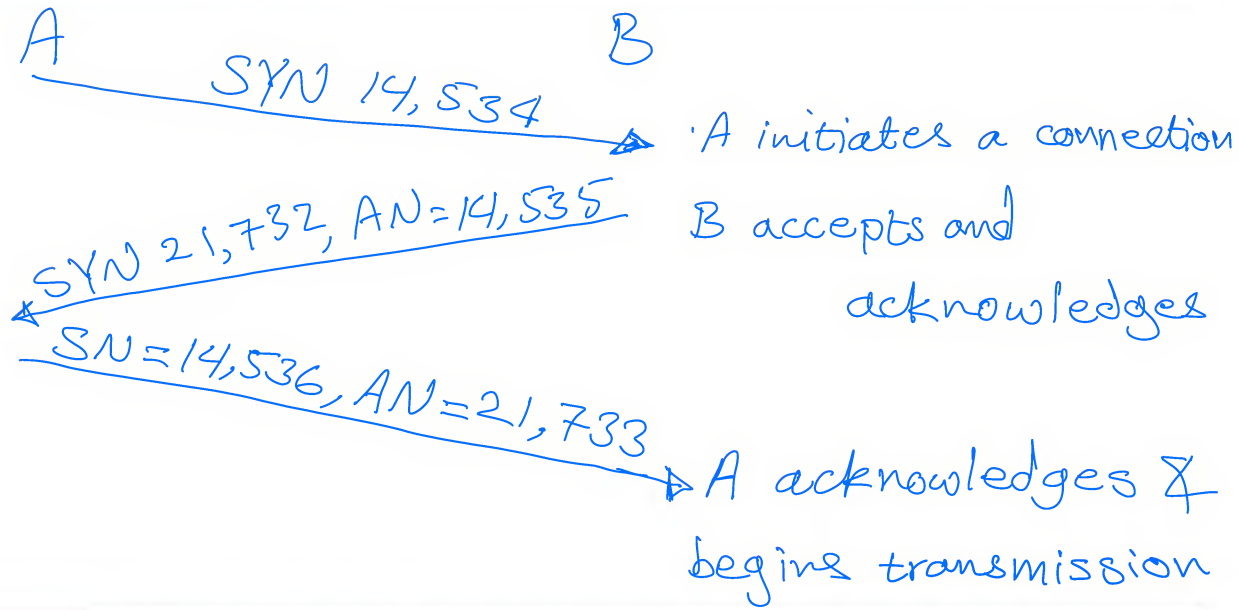 A
B
SYN 14,534
A initiates a connection
SYN 21,732, AN=14,535
B accepts and
acknowledges
SN=14,536, AN=21,733
A acknowledges &
begins transmission